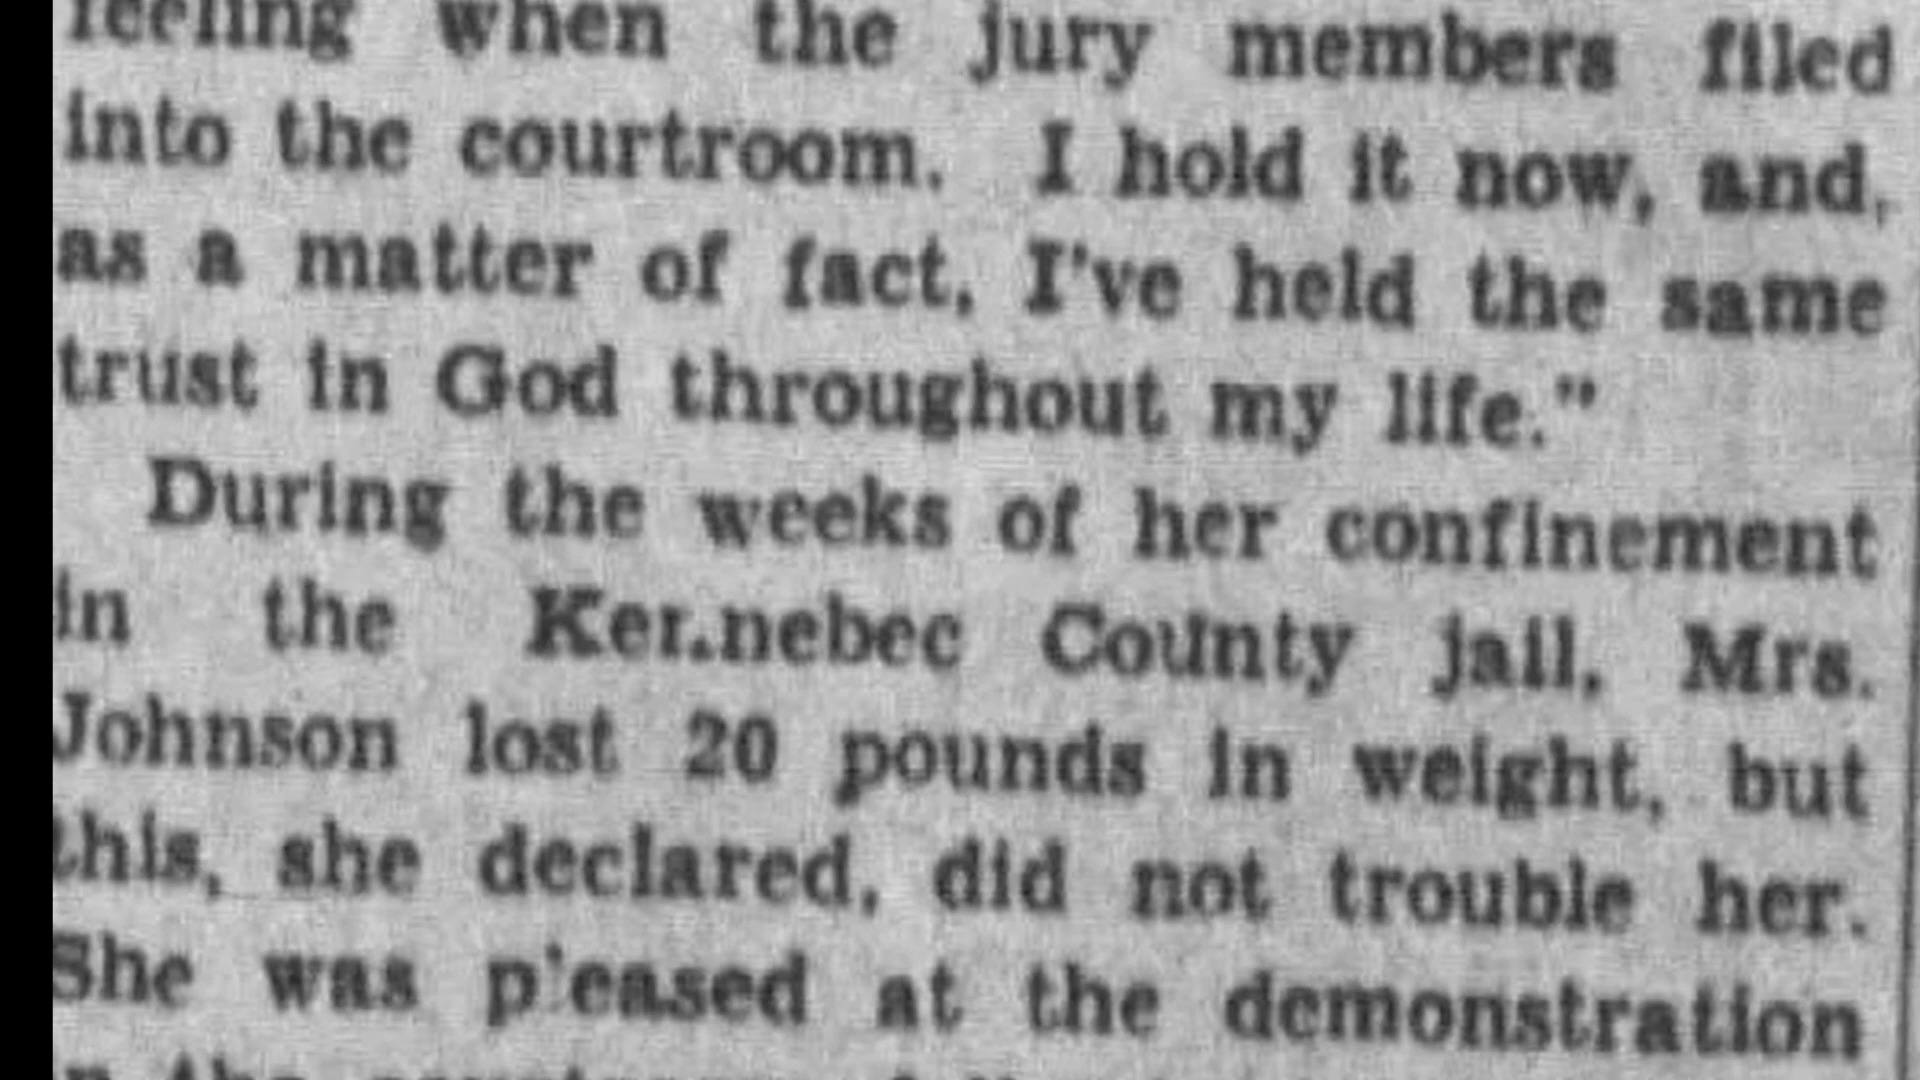 feeling when the jury members filed
into the courtroom. I hold it now, and,
as a matter of fact, I've held the same
trust in God throughout my life."
During the weeks of her confinement
in the Kennebec County jail, Mrs.
Johnson lost 20 pounds in weight, but
this, she declared, did not trouble her.
She was pleased at the demonstration
the